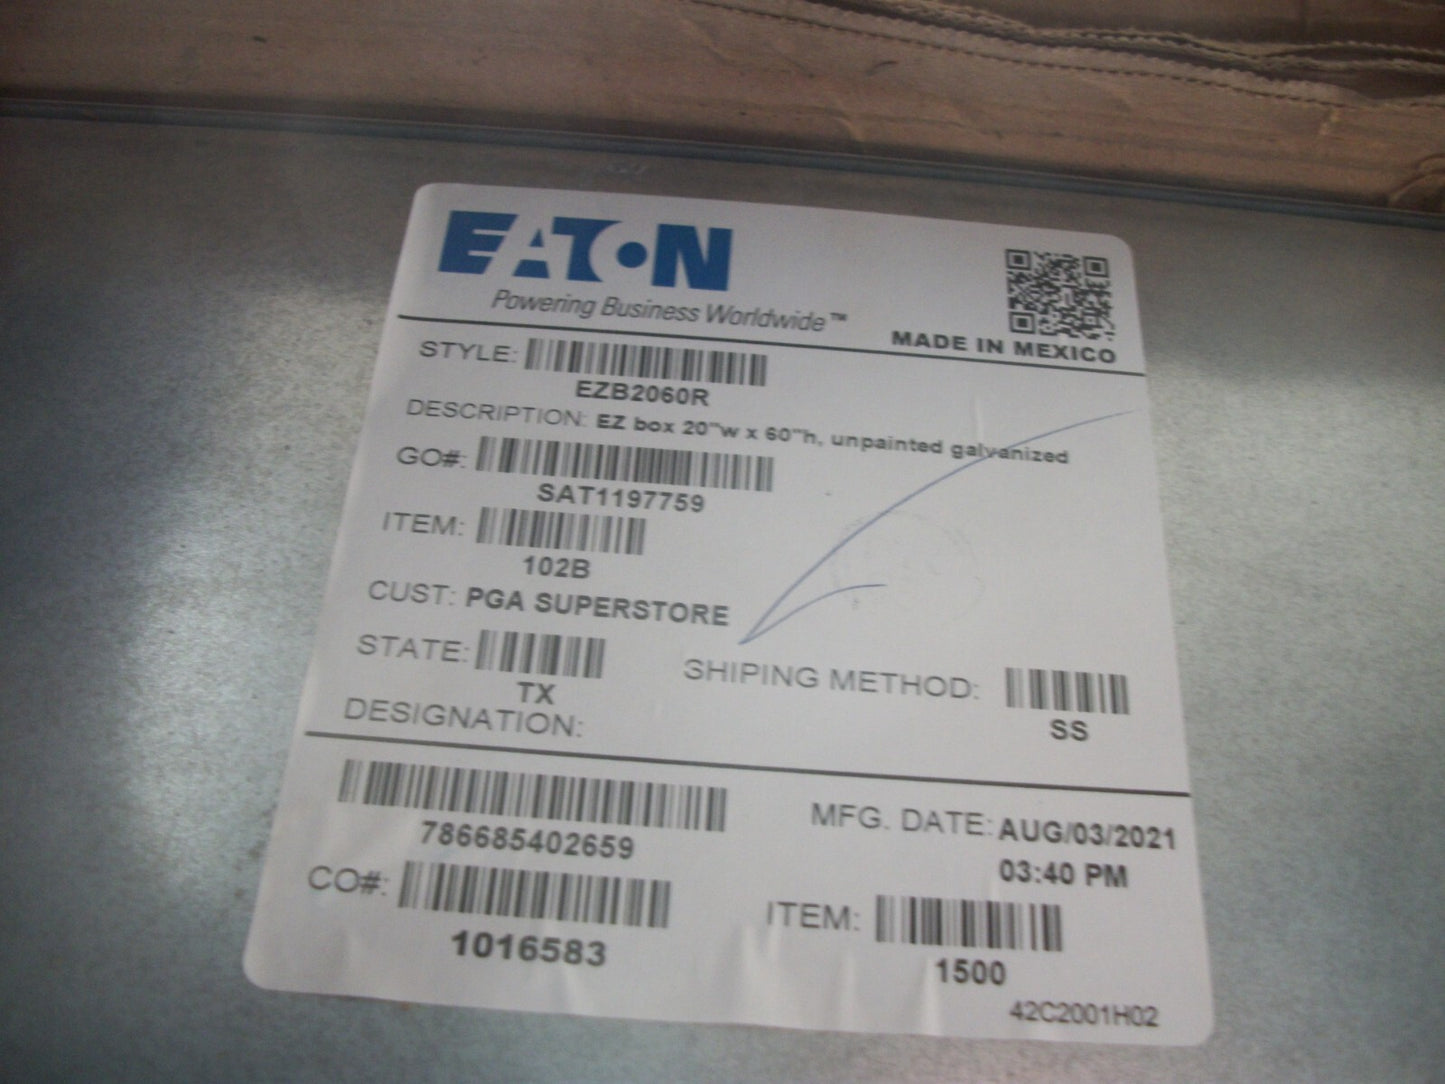 EATON
Powering Business Worldwide™
MADE IN MEXICO
STYLE:
EZB2060R
DESCRIPTION: EZ box 20"w x 60"h, unpainted galvanized
GO#:
SAT1197759
ITEM:
102B
CUST: PGA SUPERSTORE
STATE:
TX
SHIPING METHOD:
SS
DESIGNATION:
786685402659
MFG. DATE: AUG/03/2021
03:40 PM
CO#:
1016583
ITEM:
1500
42C2001H02